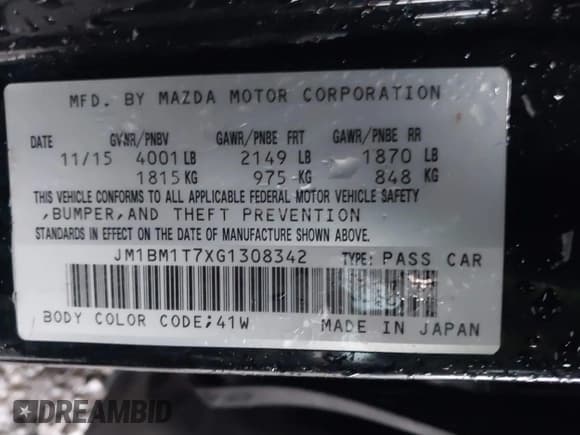 MFD. BY MAZDA MOTOR CORPORATION
DATE GVWR/PNBV GAWR/PNBE FRT GAWR/PNBE RR
11/15 4001 LB 2149 LB 1870 LB
1815 KG 975 KG 848 KG
THIS VEHICLE CONFORMS TO ALL APPLICABLE FEDERAL MOTOR VEHICLE SAFETY
,BUMPER,AND THEFT PREVENTION
STANDARDS IN EFFECT ON THE DATE OF MANUFACTURE SHOWN ABOVE.
JM1BM1T7XG1308342 TYPE: PASS CAR
BODY COLOR CODE;41W MADE IN JAPAN
DREAMBID